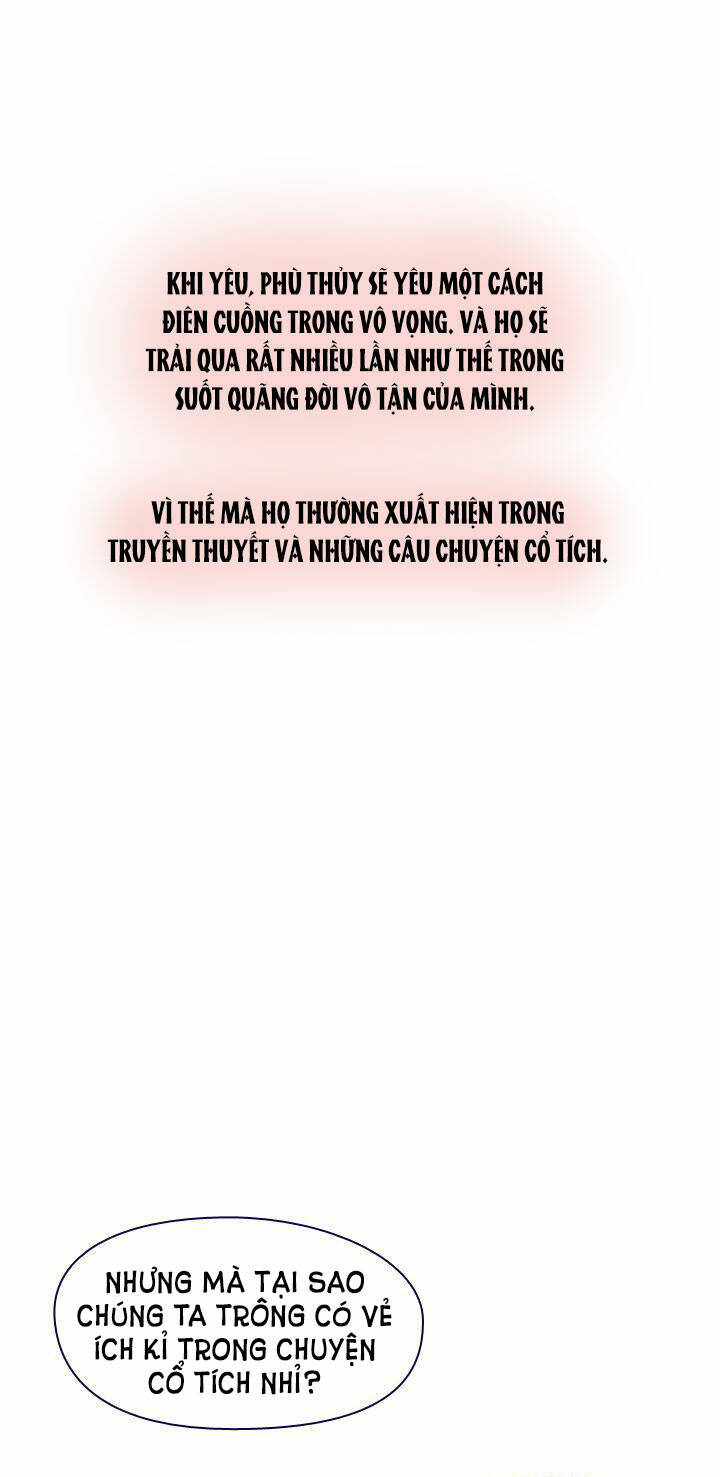 KHI YÊU, PHÙ THỦY SẼ YÊU MỘT CÁCH
ĐIÊN CUỒNG TRONG VÔ VỌNG. VÀ HỌ SẼ
TRẢI QUA RẤT NHIỀU LẦN NHƯ THẾ TRONG
SUỐT QUÃNG ĐỜI VÔ TẬN CỦA MÌNH.
VÌ THẾ MÀ HỌ THƯỜNG XUẤT HIỆN TRONG
TRUYỀN THUYẾT VÀ NHỮNG CÂU CHUYỆN CỔ TÍCH.
NHƯNG MÀ TẠI SAO
CHÚNG TA TRÔNG CÓ VẺ
ÍCH KỈ TRONG CHUYỆN
CỔ TÍCH NHỈ?